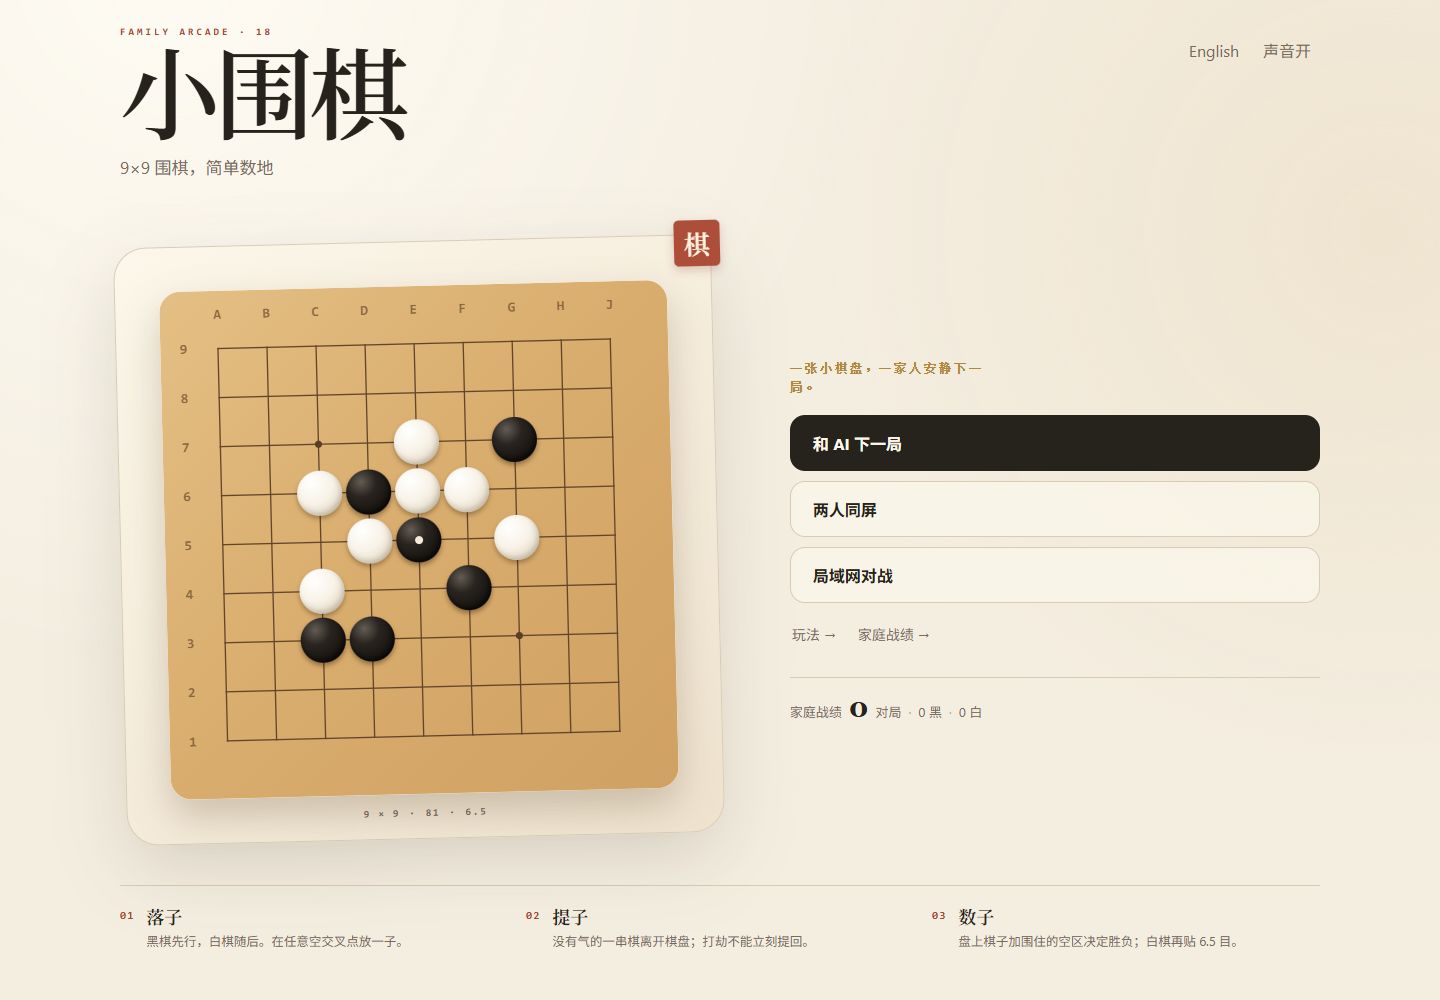 FAMILY ARCADE · 18
小围棋
9×9 围棋，简单数地
English 声音开
棋
A B C D E F G H J
9
8
7
6
5
4
3
2
1
9 × 9 · 81 · 6.5
一张小棋盘，一家人安静下一
局。
和 AI 下一局
两人同屏
局域网对战
玩法 → 家庭战绩 →
家庭战绩 0 对局 · 0 黑 · 0 白
01 落子
黑棋先行，白棋随后。在任意空交叉点放一子。
02 提子
没有气的一串棋离开棋盘；打劫不能立刻提回。
03 数子
盘上棋子加围住的空区决定胜负；白棋再贴 6.5 目。